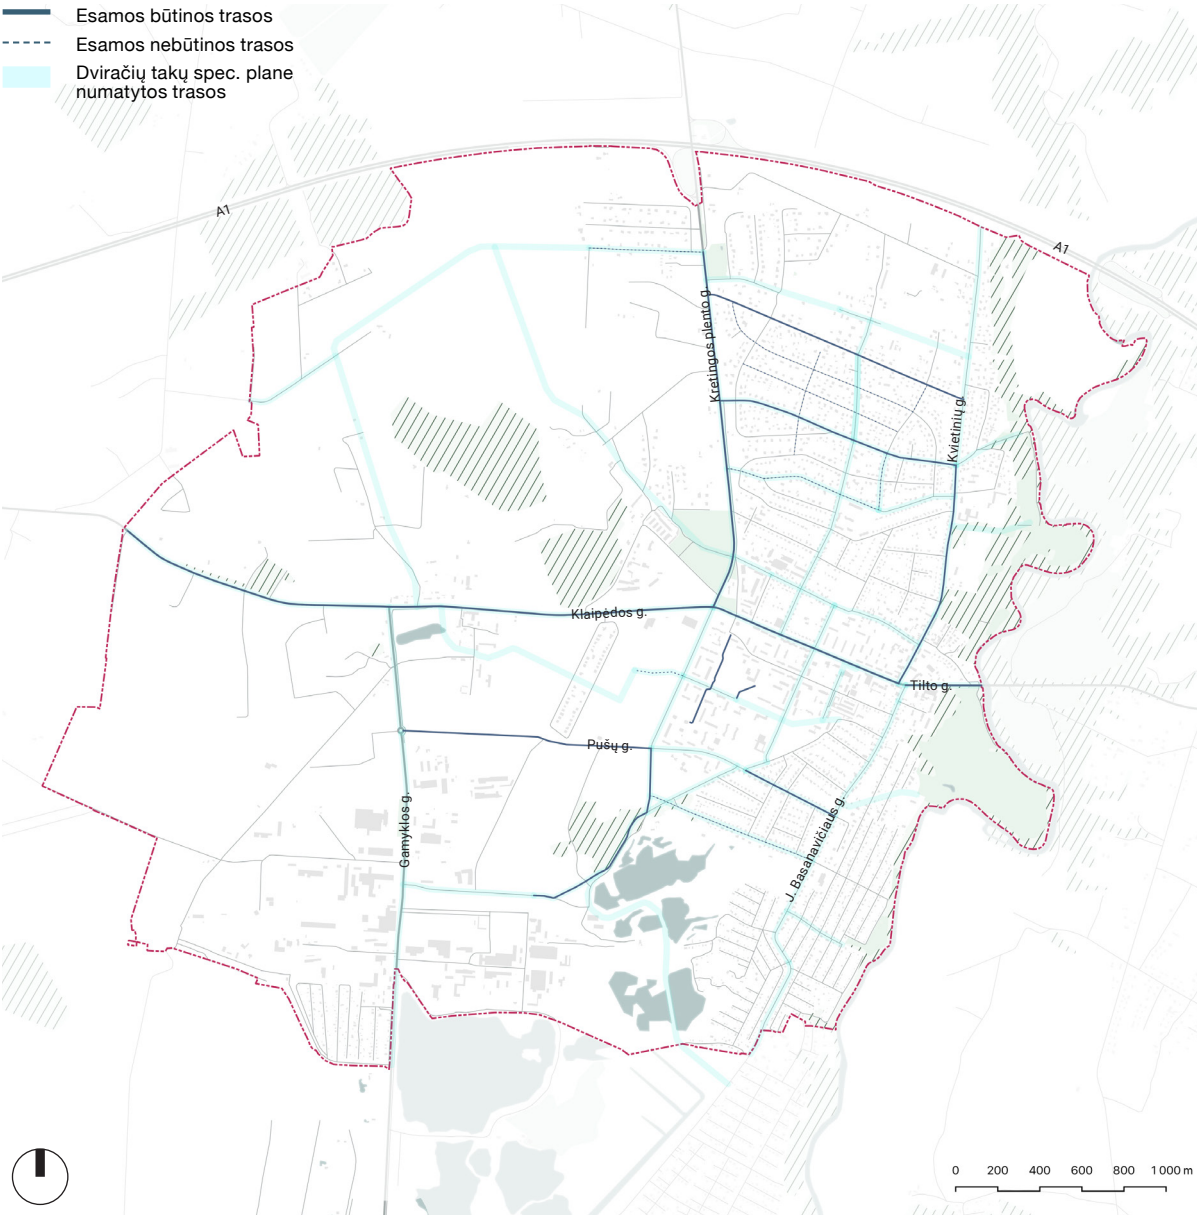 Esamos būtinos trasos
Esamos nebūtinos trasos
Dviračių takų spec. plane
numatytos trasos
A1
A1
Kretingos plento g.
Kvietinių g.
Klaipėdos g.
Tilto g.
Pušų g.
Gamyklos g.
J. Basanavičiaus g.
0 200 400 600 800 1 000 m